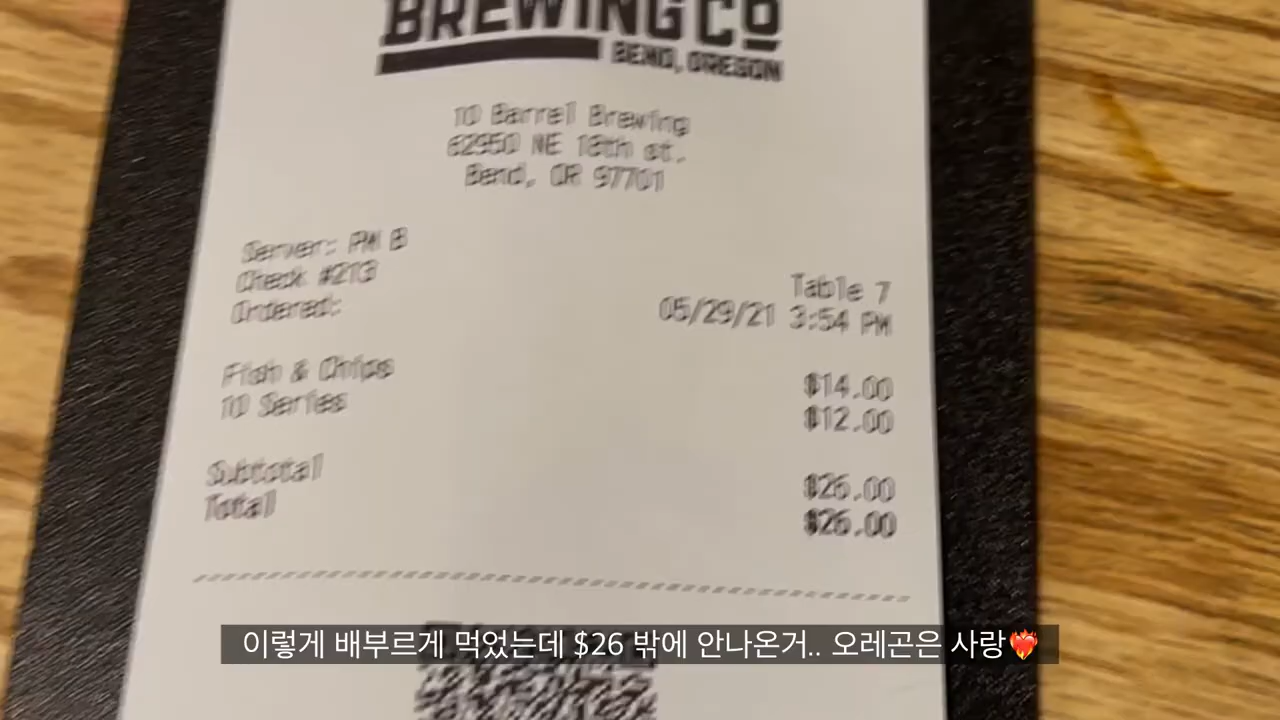 BREWING CO
BEND, OREGON
10 Barrel Brewing
62950 NE 18th st.
Bend, OR 97701
Server: PM B
Check #213
Table 7
Ordered:
05/29/21 3:54 PM
Fish & Chips
$14.00
10 Series
$12.00
Subtotal
$26.00
Total
$26.00
이렇게 배부르게 먹었는데 $26 밖에 안나온거.. 오레곤은 사랑❤️‍🔥